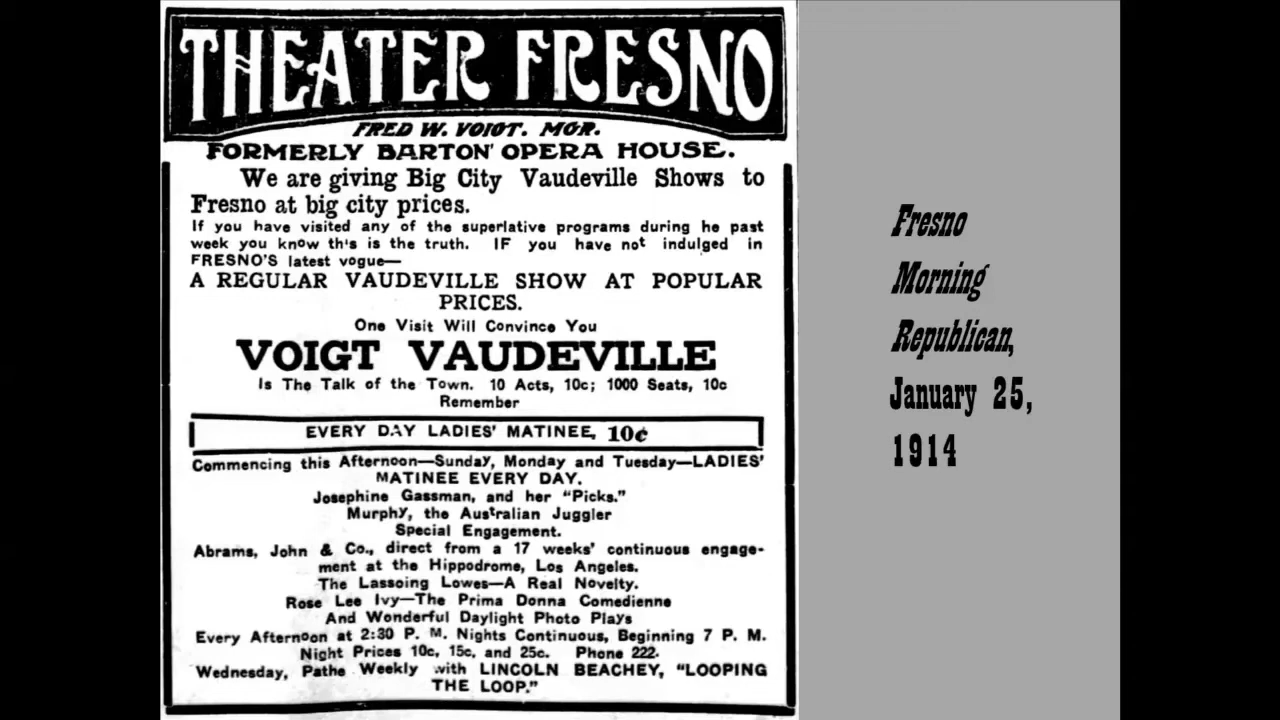 THEATER FRESNO
FRED W. VOIGT. MGR.
FORMERLY BARTON' OPERA HOUSE.
We are giving Big City Vaudeville Shows to
Fresno at big city prices.
If you have visited any of the superlative programs during he past
week you know th's is the truth. IF you have not indulged in
FRESNO'S latest vogue—
A REGULAR VAUDEVILLE SHOW AT POPULAR
PRICES.
One Visit Will Convince You
VOIGT VAUDEVILLE
Is The Talk of the Town. 10 Acts, 10c; 1000 Seats, 10c
Remember
EVERY DAY LADIES' MATINEE, 10¢
Commencing this Afternoon—Sunday, Monday and Tuesday—LADIES'
MATINEE EVERY DAY.
Josephine Gassman, and her "Picks."
Murphy, the Australian Juggler
Special Engagement.
Abrams, John & Co., direct from a 17 weeks' continuous engage-
ment at the Hippodrome, Los Angeles.
The Lassoing Lowes—A Real Novelty.
Rose Lee Ivy—The Prima Donna Comedienne
And Wonderful Daylight Photo Plays
Every Afternoon at 2:30 P. M. Nights Continuous, Beginning 7 P. M.
Night Prices 10c, 15c, and 25c. Phone 222.
Wednesday, Pathe Weekly with LINCOLN BEACHEY, "LOOPING
THE LOOP."
Fresno
Morning
Republican,
January 25,
1914